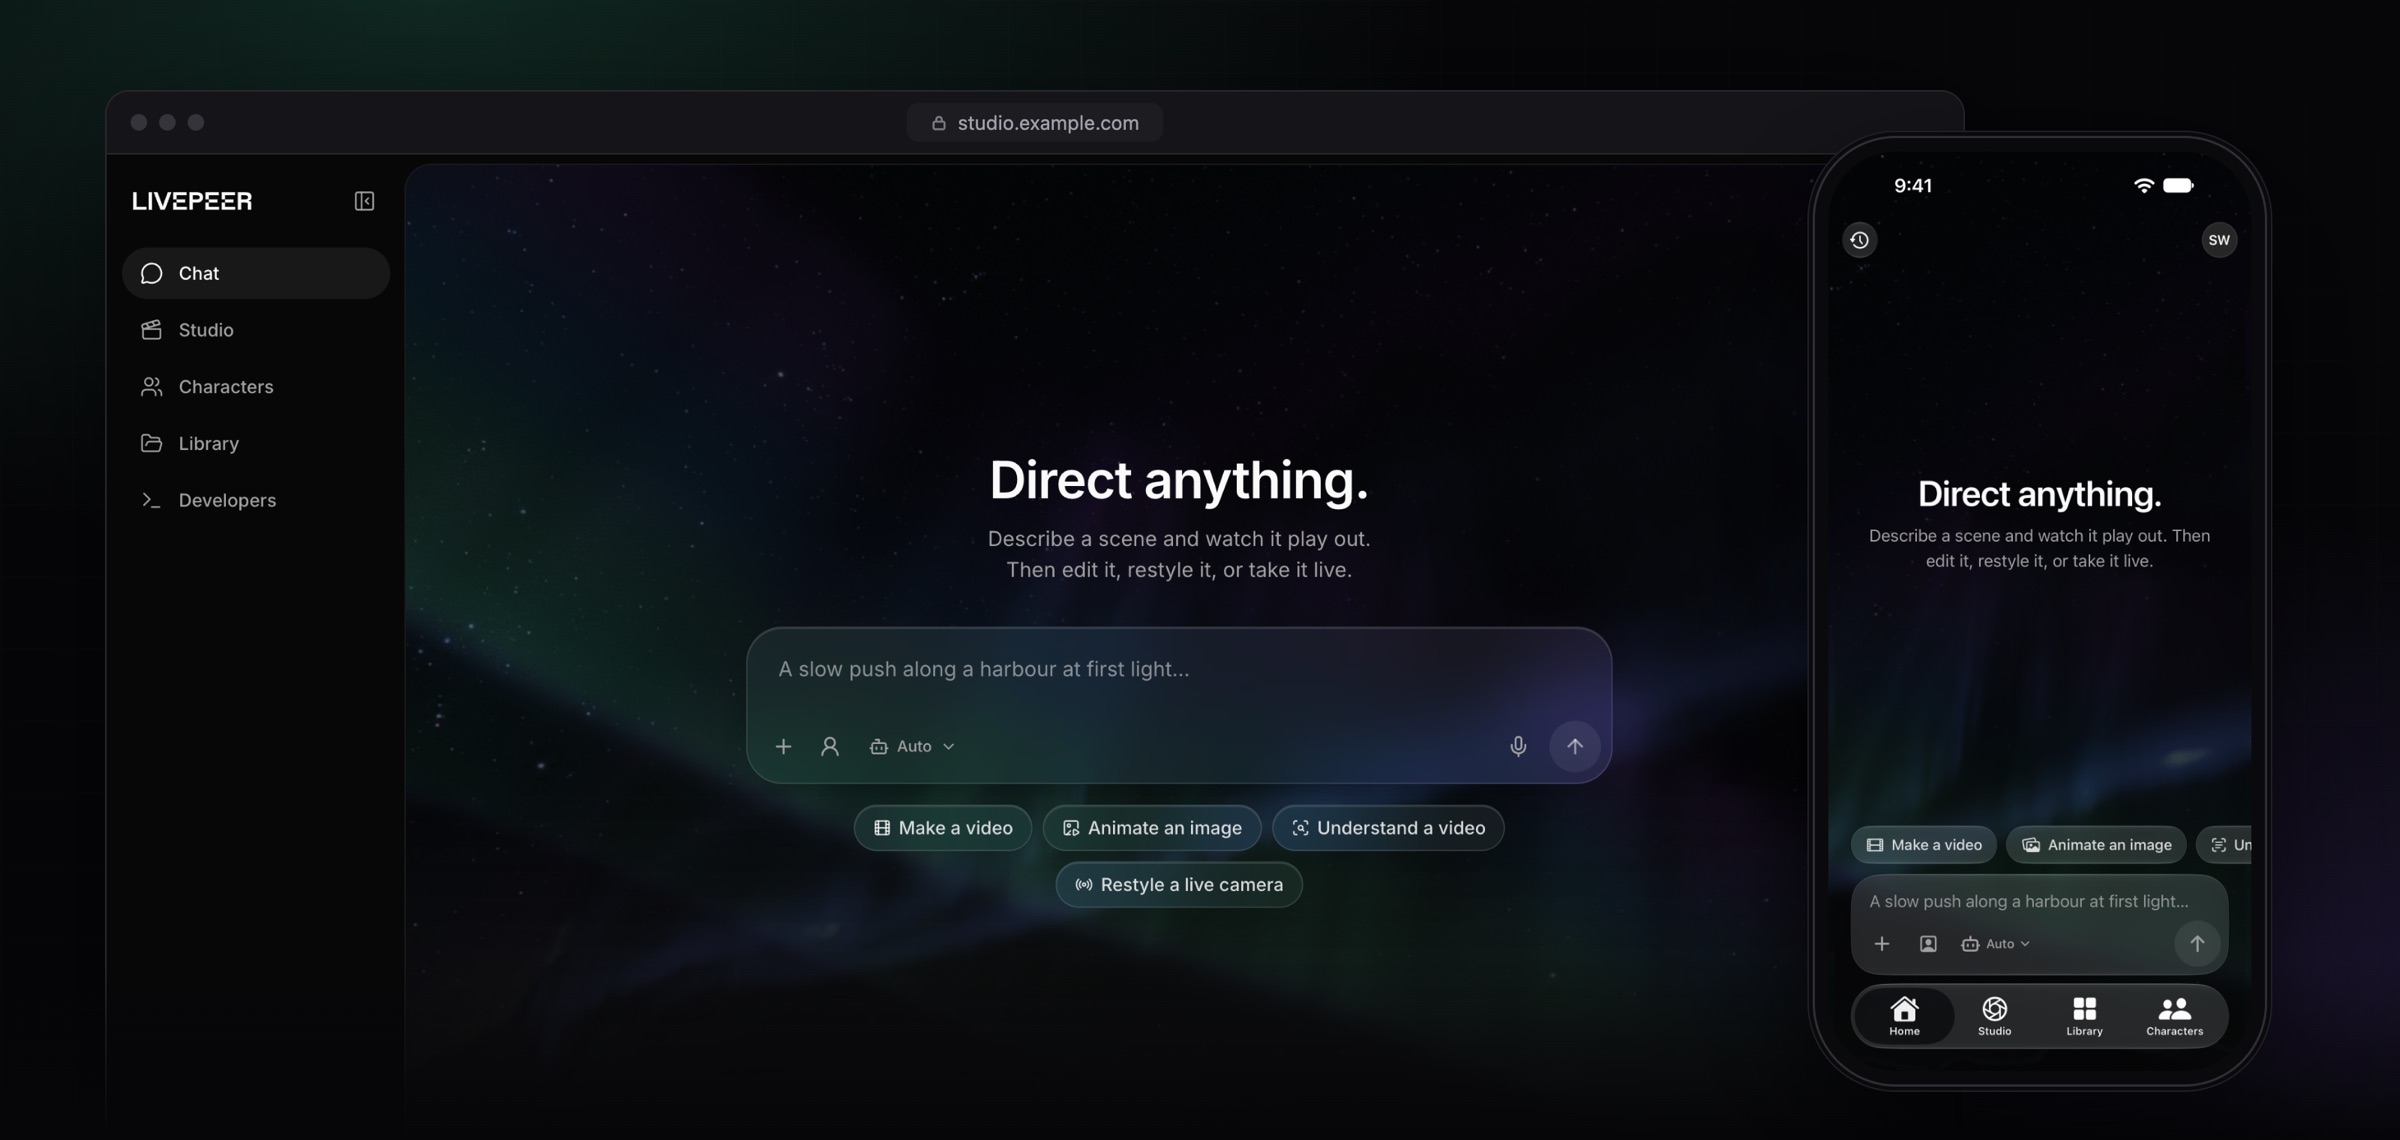 studio.example.com
LIVEPEER
Chat
Studio
Characters
Library
Developers
Direct anything.
Describe a scene and watch it play out.
Then edit it, restyle it, or take it live.
A slow push along a harbour at first light...
Auto
Make a video
Animate an image
Understand a video
Restyle a live camera
9:41
SW
Direct anything.
Describe a scene and watch it play out. Then
edit it, restyle it, or take it live.
Make a video
Animate an image
Un
A slow push along a harbour at first light...
Auto
Home
Studio
Library
Characters